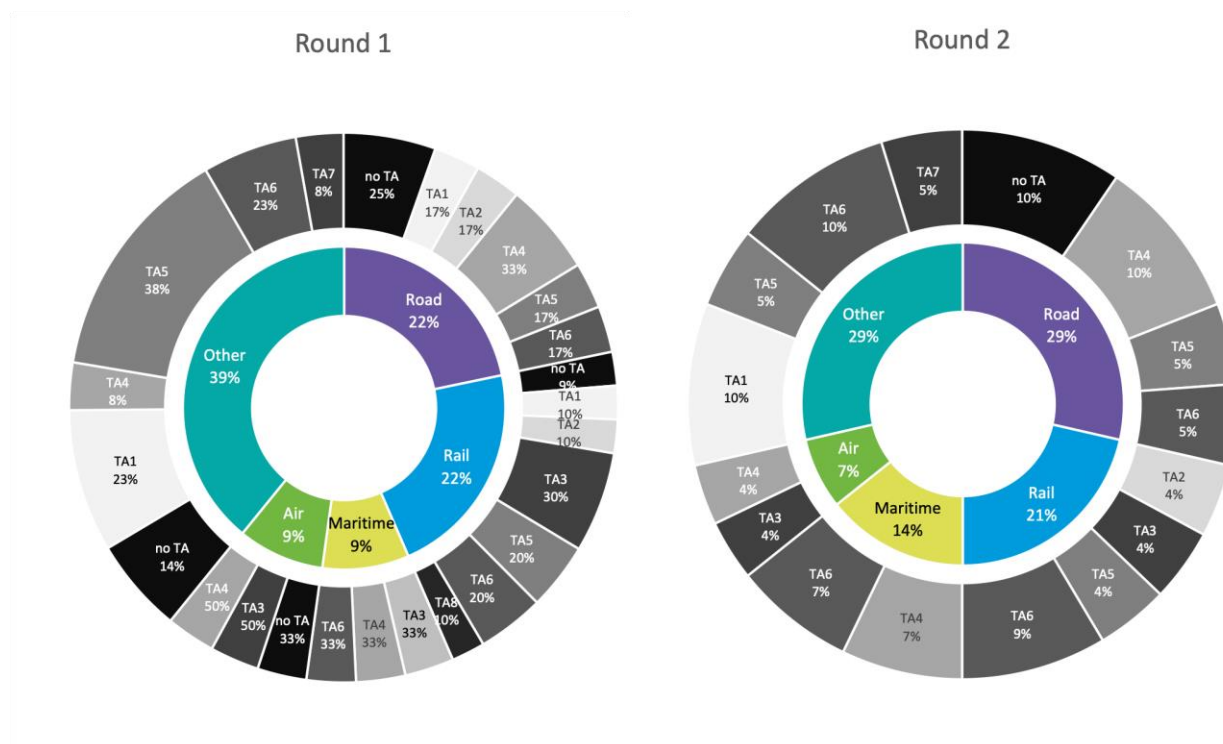 Round 1
no TA
25%
TA1
17%
TA2
17%
TA4
33%
TA5
17%
TA6
17%
no TA
9%
TA1
10%
TA2
10%
TA3
30%
TA5
20%
TA6
20%
TA8
10%
TA3
33%
TA4
33%
TA6
33%
no TA
33%
TA3
50%
TA4
50%
no TA
14%
TA1
23%
TA4
8%
TA5
38%
TA6
23%
TA7
8%
Road
22%
Rail
22%
Maritime
9%
Air
9%
Other
39%
Round 2
no TA
10%
TA4
10%
TA5
5%
TA6
5%
TA2
4%
TA3
4%
TA5
4%
TA6
9%
TA4
7%
TA6
7%
TA3
4%
TA4
4%
TA1
10%
TA5
5%
TA6
10%
TA7
5%
Road
29%
Rail
21%
Maritime
14%
Air
7%
Other
29%